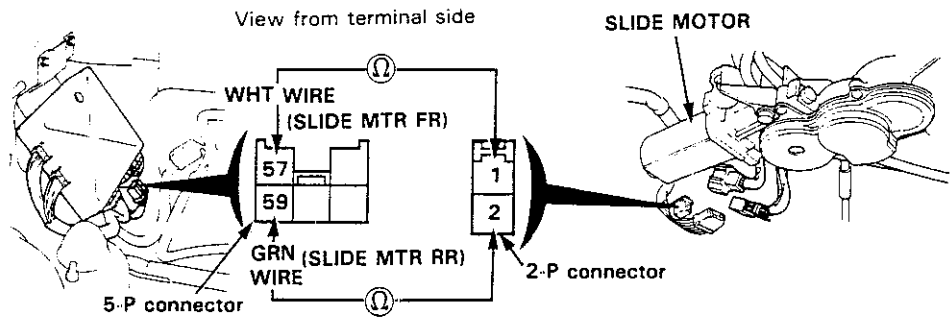 View from terminal side
SLIDE MOTOR
Ω
WHT WIRE
(SLIDE MTR FR)
57
1
59
2
GRN
WIRE
(SLIDE MTR RR)
2-P connector
5-P connector
Ω